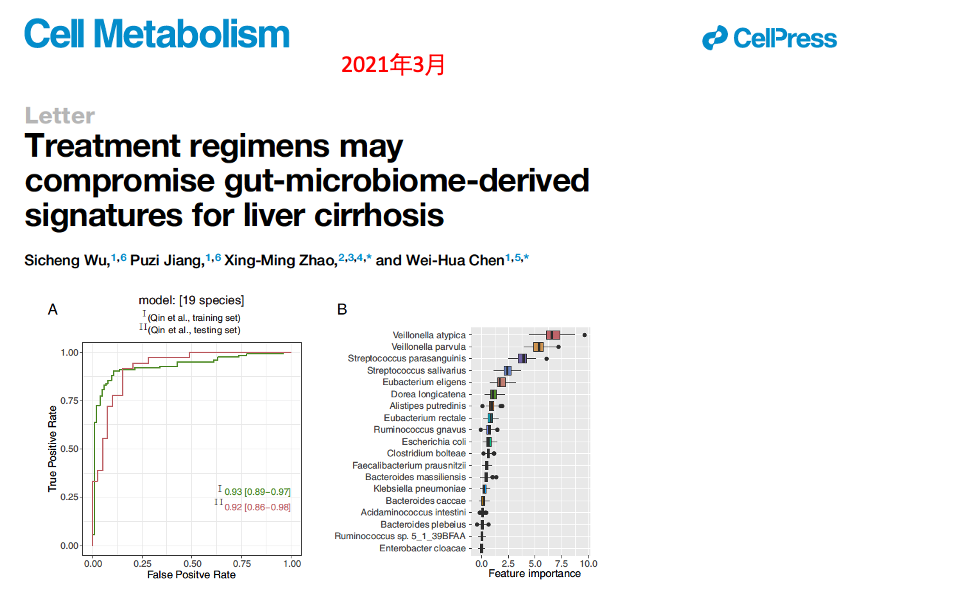 Cell Metabolism
CellPress
2021年3月
Letter
Treatment regimens may
compromise gut-microbiome-derived
signatures for liver cirrhosis
Sicheng Wu,1,6 Puzi Jiang,1,6 Xing-Ming Zhao,2,3,4,* and Wei-Hua Chen1,5,*
A
model: [19 species]
I (Qin et al., training set)
II (Qin et al., testing set)
1.00
0.75
0.50
0.25
0.00
True Positive Rate
I 0.93 [0.89-0.97]
II 0.92 [0.86-0.98]
0.00 0.25 0.50 0.75 1.00
False Positve Rate
B
Veillonella atypica
Veillonella parvula
Streptococcus parasanguinis
Streptococcus salivarius
Eubacterium eligens
Dorea longicatena
Alistipes putredinis
Eubacterium rectale
Ruminococcus gnavus
Escherichia coli
Clostridium bolteae
Faecalibacterium prausnitzii
Bacteroides massiliensis
Klebsiella pneumoniae
Bacteroides caccae
Acidaminococcus intestini
Bacteroides plebeius
Ruminococcus sp. 5_1_39BFAA
Enterobacter cloacae
0.0 2.5 5.0 7.5 10.0
Feature importance